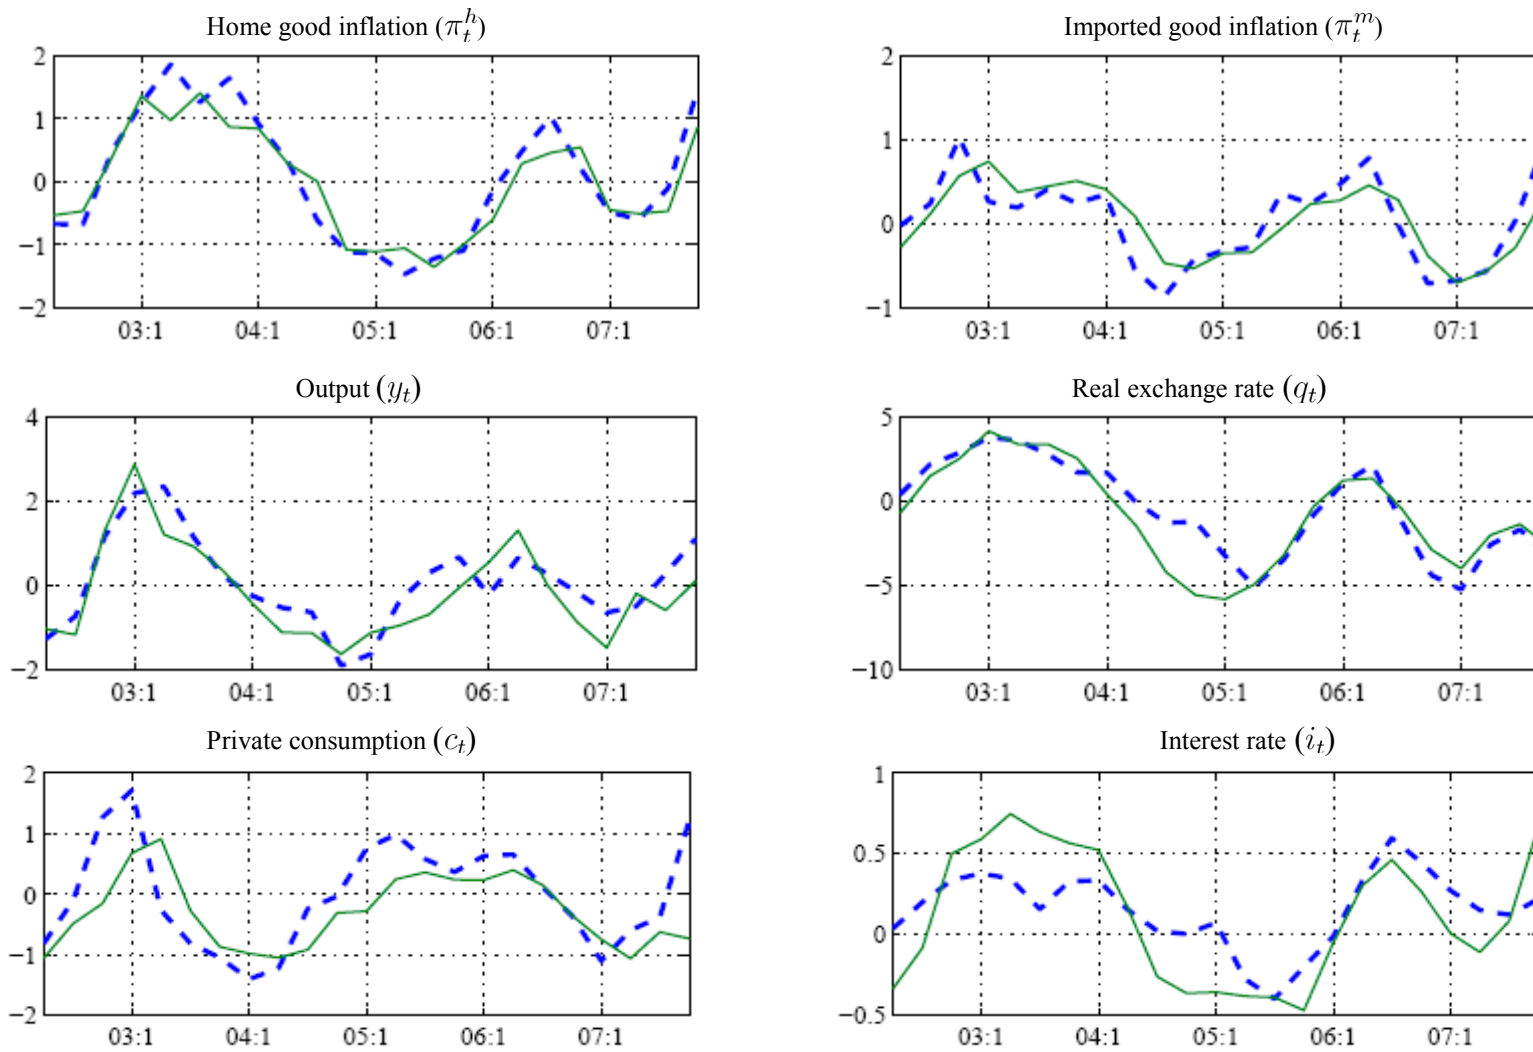 Home good inflation (π_t^h)
2
1
0
−1
−2
03:1 04:1 05:1 06:1 07:1
Imported good inflation (π_t^m)
2
1
0
−1
03:1 04:1 05:1 06:1 07:1
Output (y_t)
4
2
0
−2
03:1 04:1 05:1 06:1 07:1
Real exchange rate (q_t)
5
0
−5
−10
03:1 04:1 05:1 06:1 07:1
Private consumption (c_t)
2
1
0
−1
−2
03:1 04:1 05:1 06:1 07:1
Interest rate (i_t)
1
0.5
0
−0.5
03:1 04:1 05:1 06:1 07:1